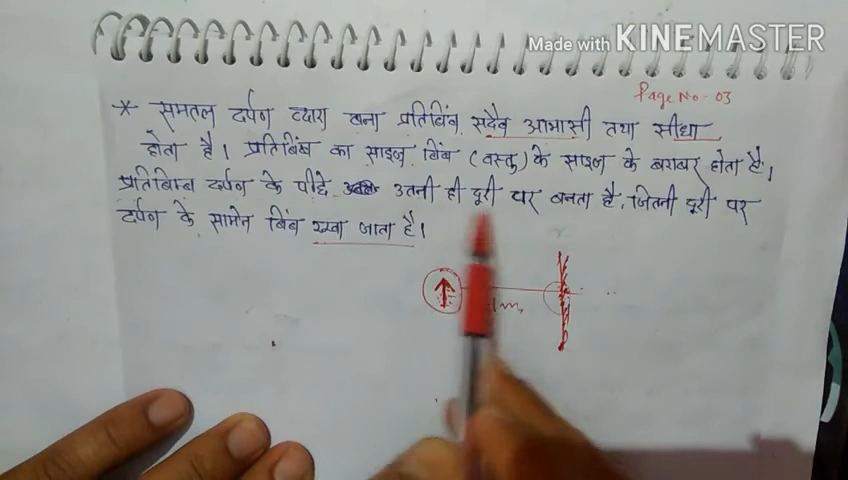 Made with KINEMASTER
Page No - 03
* समतल दर्पण व्दारा बना प्रतिबिंब सदैव आभासी तथा सीधा
होता है। प्रतिबिम्ब का साइज बिंब (वस्तु) के साइज के बराबर होता है।
प्रतिबिम्ब दर्पण के पीछे उतनी ही दूरी पर बनता है, जितनी दूरी पर
दर्पण के सामने बिंब रखा जाता है।
1m,